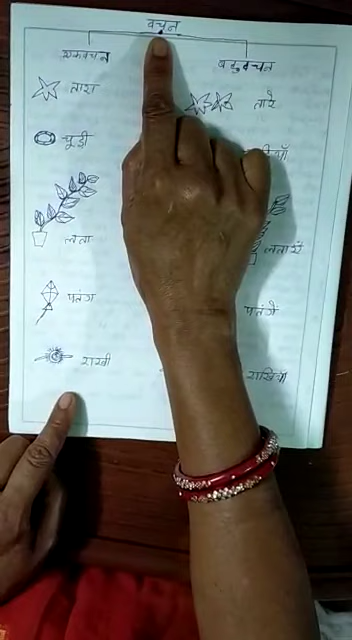 वचन
एकवचन बहुवचन
तारा तारे
चूड़ी
लता लताएँ
पतंग पतंगें
राखी राखियाँ